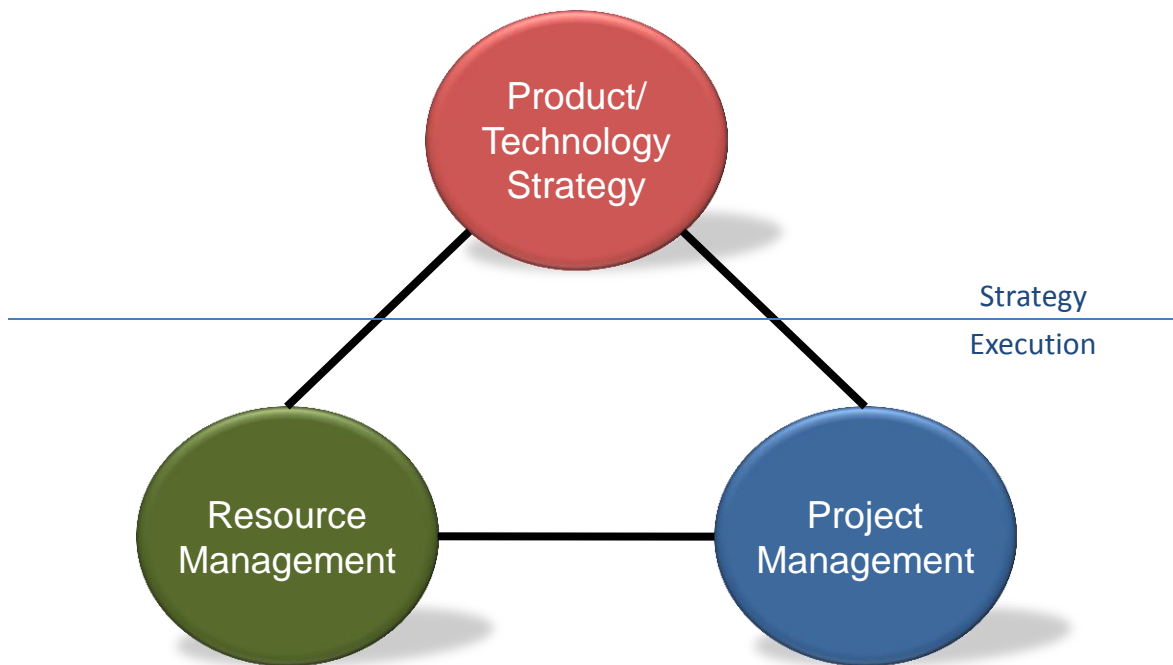 Product/
Technology
Strategy
Strategy
Execution
Resource
Management
Project
Management